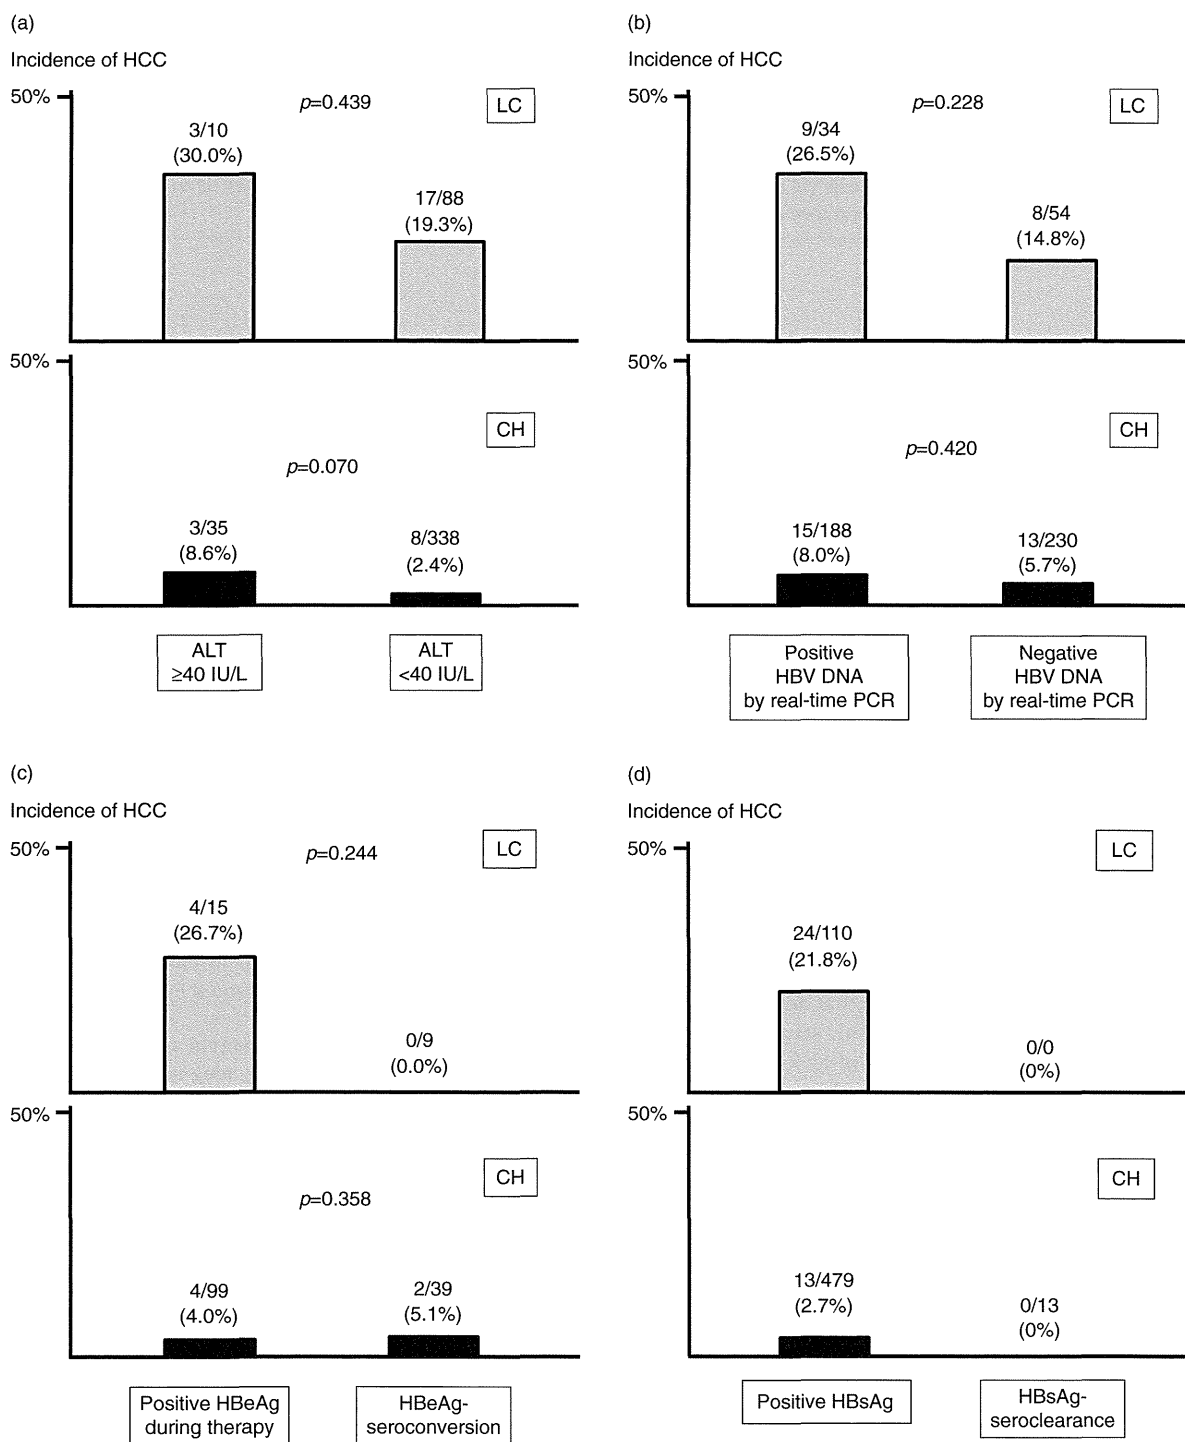 (a)
Incidence of HCC
50%
p=0.439
LC
3/10
(30.0%)
17/88
(19.3%)
50%
CH
p=0.070
3/35
(8.6%)
8/338
(2.4%)
ALT
≥40 IU/L
ALT
<40 IU/L
(b)
Incidence of HCC
50%
p=0.228
LC
9/34
(26.5%)
8/54
(14.8%)
50%
CH
p=0.420
15/188
(8.0%)
13/230
(5.7%)
Positive
HBV DNA
by real-time PCR
Negative
HBV DNA
by real-time PCR
(c)
Incidence of HCC
50%
p=0.244
LC
4/15
(26.7%)
0/9
(0.0%)
50%
CH
p=0.358
4/99
(4.0%)
2/39
(5.1%)
Positive HBeAg
during therapy
HBeAg-
seroconversion
(d)
Incidence of HCC
50%
LC
24/110
(21.8%)
0/0
(0%)
50%
CH
13/479
(2.7%)
0/13
(0%)
Positive HBsAg
HBsAg-
seroclearance